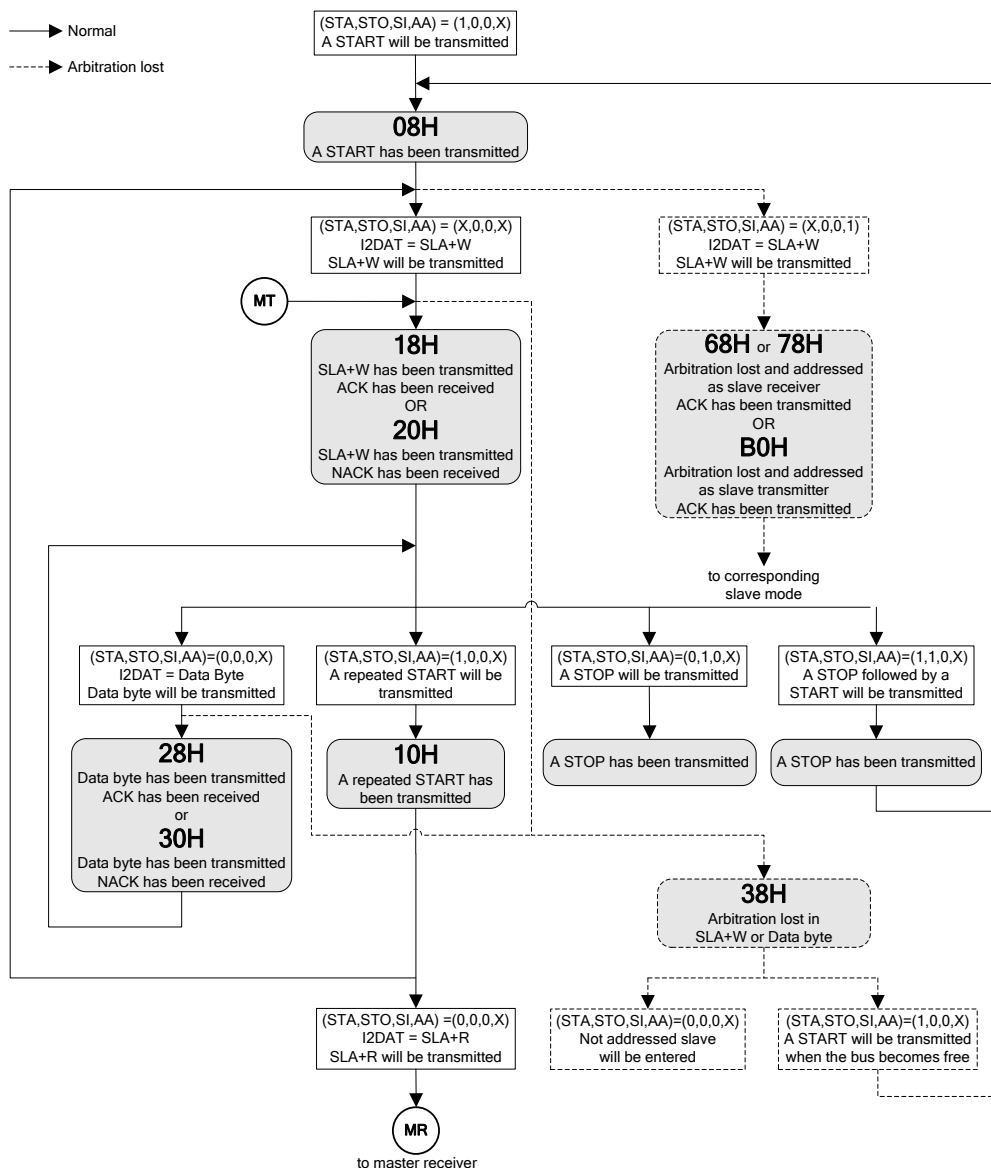 Normal
Arbitration lost
(STA,STO,SI,AA) = (1,0,0,X)
A START will be transmitted
08H
A START has been transmitted
(STA,STO,SI,AA) = (X,0,0,X)
I2DAT = SLA+W
SLA+W will be transmitted
(STA,STO,SI,AA) = (X,0,0,1)
I2DAT = SLA+W
SLA+W will be transmitted
MT
18H
SLA+W has been transmitted
ACK has been received
OR
20H
SLA+W has been transmitted
NACK has been received
68H or 78H
Arbitration lost and addressed
as slave receiver
ACK has been transmitted
OR
B0H
Arbitration lost and addressed
as slave transmitter
ACK has been transmitted
to corresponding
slave mode
(STA,STO,SI,AA)=(0,0,0,X)
I2DAT = Data Byte
Data byte will be transmitted
(STA,STO,SI,AA)=(1,0,0,X)
A repeated START will be
transmitted
(STA,STO,SI,AA)=(0,1,0,X)
A STOP will be transmitted
(STA,STO,SI,AA)=(1,1,0,X)
A STOP followed by a
START will be transmitted
28H
Data byte has been transmitted
ACK has been received
or
30H
Data byte has been transmitted
NACK has been received
10H
A repeated START has
been transmitted
A STOP has been transmitted
A STOP has been transmitted
38H
Arbitration lost in
SLA+W or Data byte
(STA,STO,SI,AA) =(0,0,0,X)
I2DAT = SLA+R
SLA+R will be transmitted
(STA,STO,SI,AA)=(0,0,0,X)
Not addressed slave
will be entered
(STA,STO,SI,AA)=(1,0,0,X)
A START will be transmitted
when the bus becomes free
MR
to master receiver